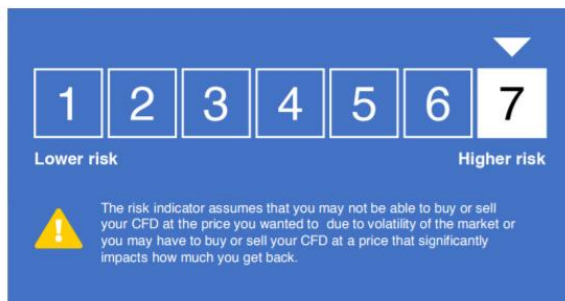 1 2 3 4 5 6 7
Lower risk Higher risk
The risk indicator assumes that you may not be able to buy or sell
your CFD at the price you wanted to due to volatility of the market or
you may have to buy or sell your CFD at a price that significantly
impacts how much you get back.